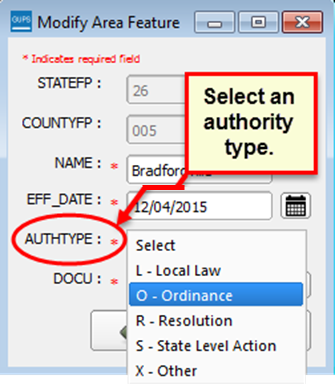 GUPS Modify Area Feature
* Indicates required field
STATEFP : 26
COUNTYFP : 005
Select an
authority
type.
NAME : *
EFF_DATE : * 12/04/2015
AUTHTYPE : *
Select
L - Local Law
DOCU : *
O - Ordinance
R - Resolution
S - State Level Action
X - Other